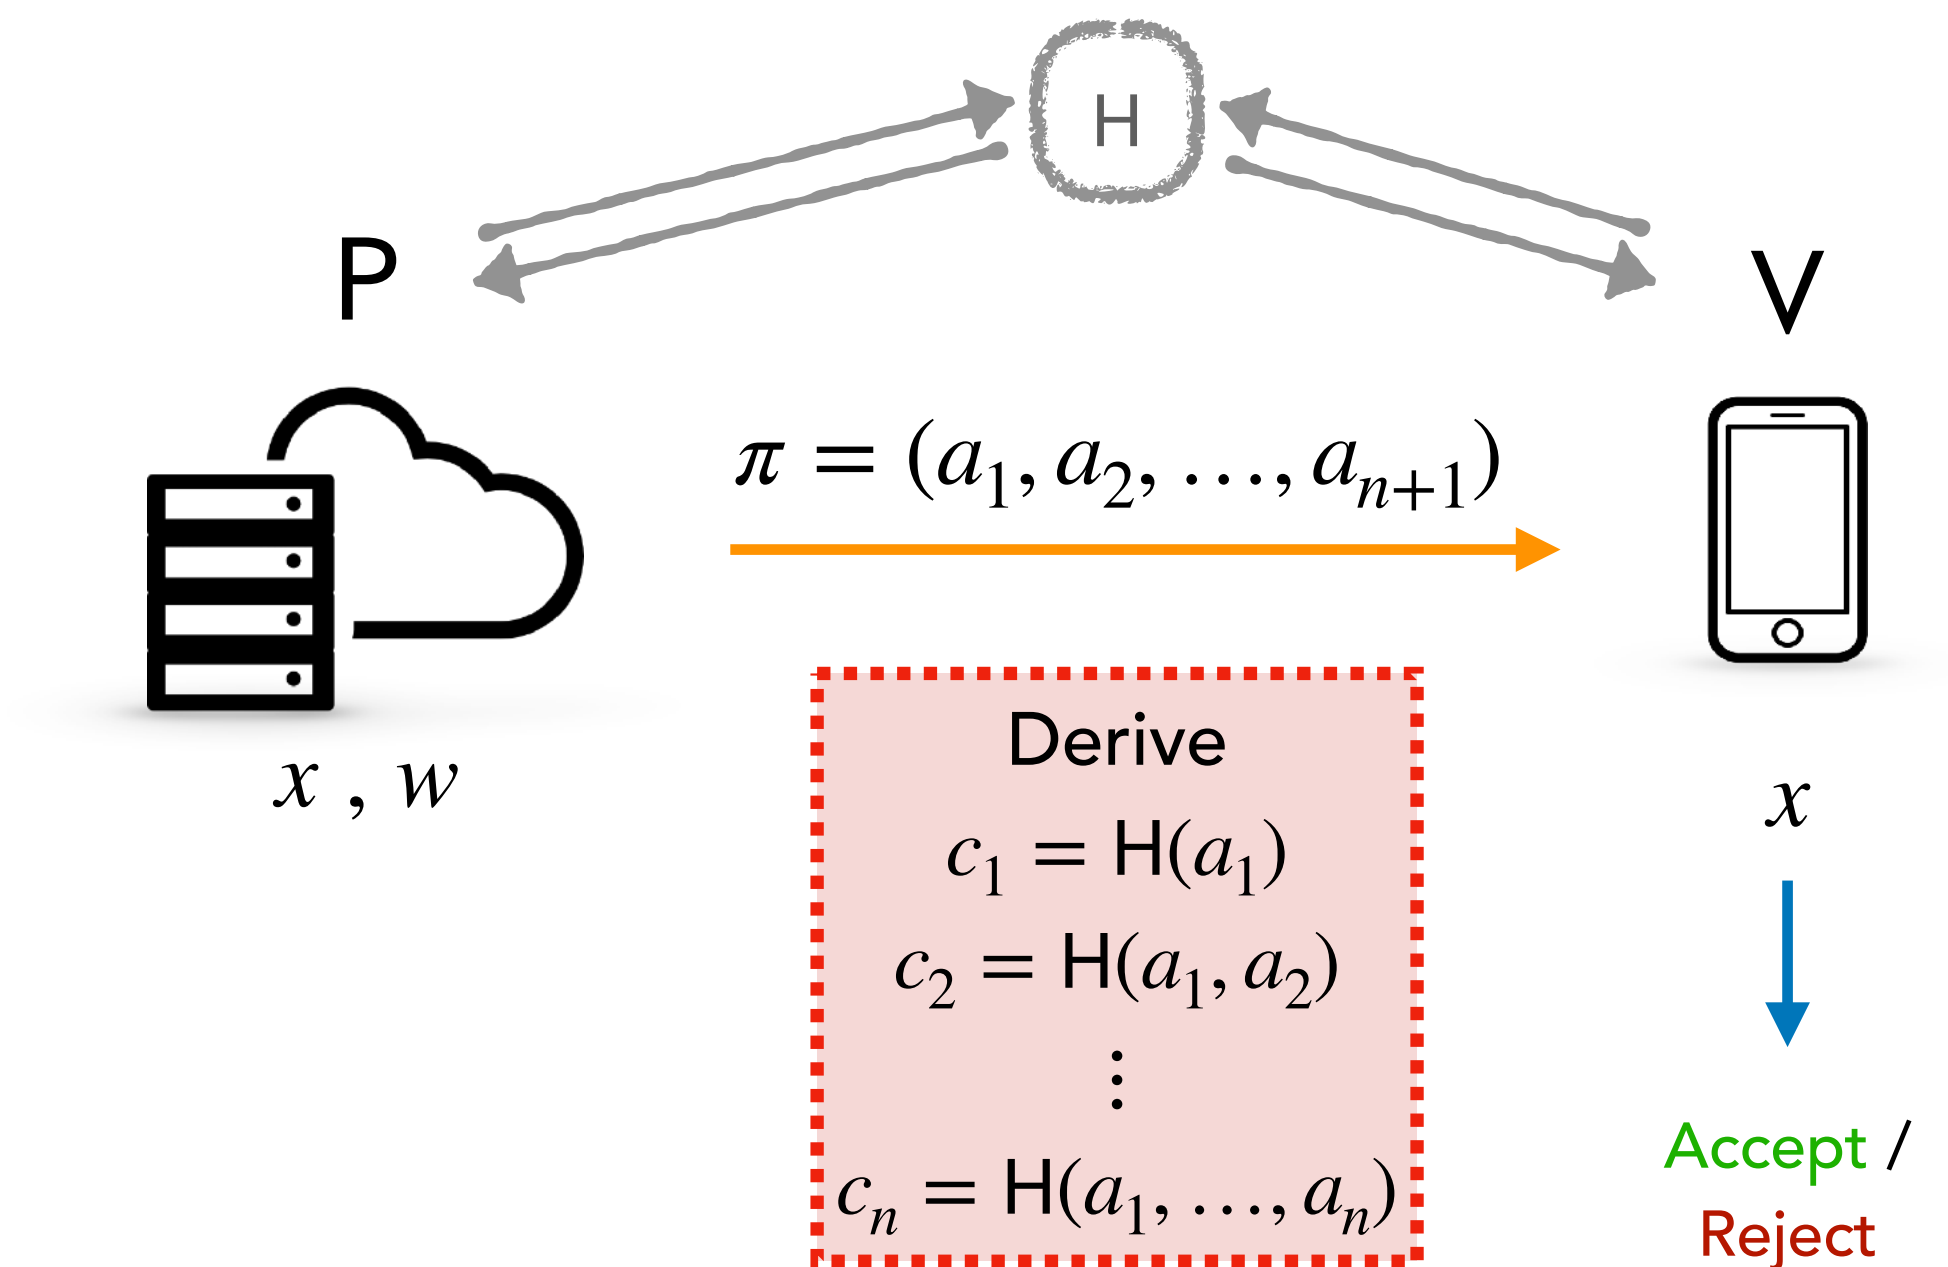 H
P
V
π = (a₁, a₂, …, aₙ₊₁)
x , w
x
Derive
c₁ = H(a₁)
c₂ = H(a₁, a₂)
⋮
cₙ = H(a₁, …, aₙ)
Accept /
Reject